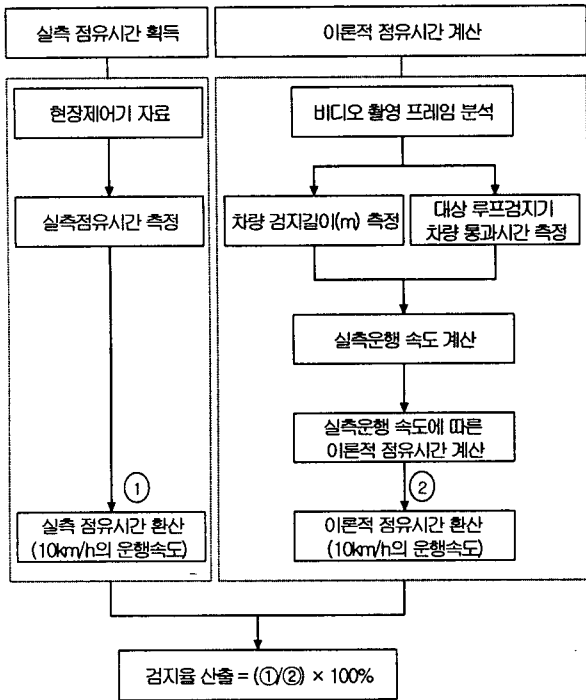 실측 점유시간 획득
이론적 점유시간 계산
현장제어기 자료
실측점유시간 측정
①
실측 점유시간 환산
(10km/h의 운행속도)
비디오 촬영 프레임 분석
차량 검지길이(m) 측정
대상 루프검지기
차량 통과시간 측정
실측운행 속도 계산
실측운행 속도에 따른
이론적 점유시간 계산
②
이론적 점유시간 환산
(10km/h의 운행속도)
검지율 산출 = (①/②) × 100%